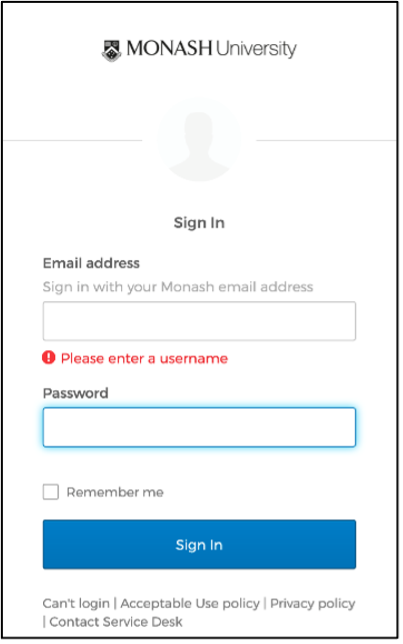 MONASH University
Sign In
Email address
Sign in with your Monash email address
Please enter a username
Password
Remember me
Sign In
Can't login | Acceptable Use policy | Privacy policy
| Contact Service Desk